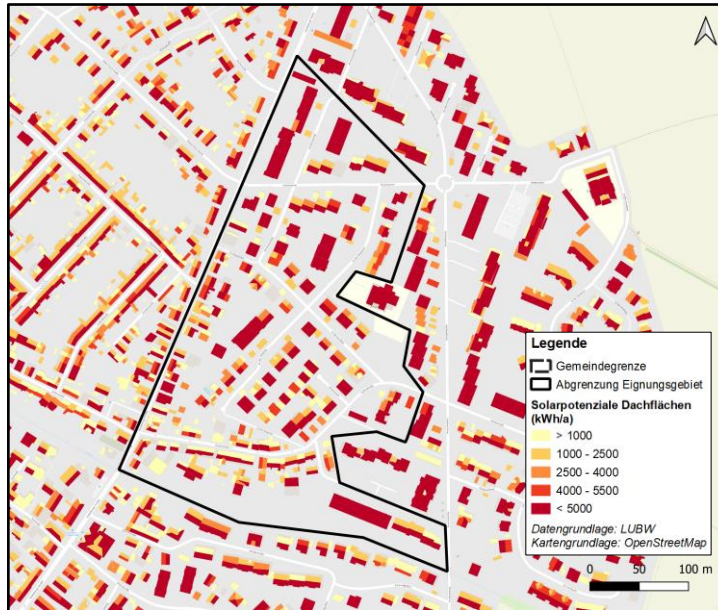 Legende
Gemeindegrenze
Abgrenzung Eignungsgebiet
Solarpotenziale Dachflächen
(kWh/a)
> 1000
1000 - 2500
2500 - 4000
4000 - 5500
< 5000
Datengrundlage: LUBW
Kartengrundlage: OpenStreetMap
0 50 100 m